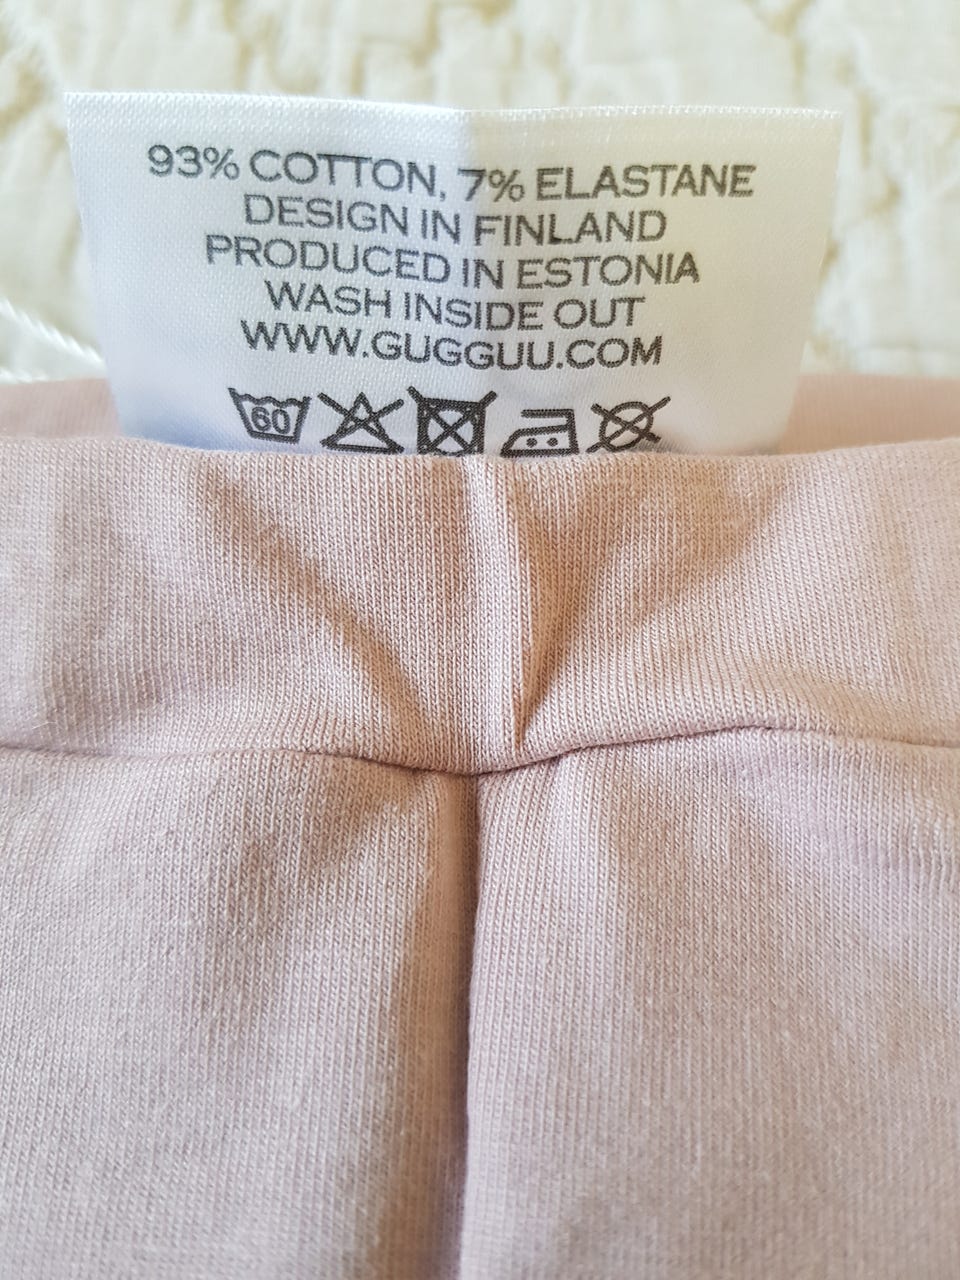 93% COTTON, 7% ELASTANE
DESIGN IN FINLAND
PRODUCED IN ESTONIA
WASH INSIDE OUT
WWW.GUGGUU.COM
60